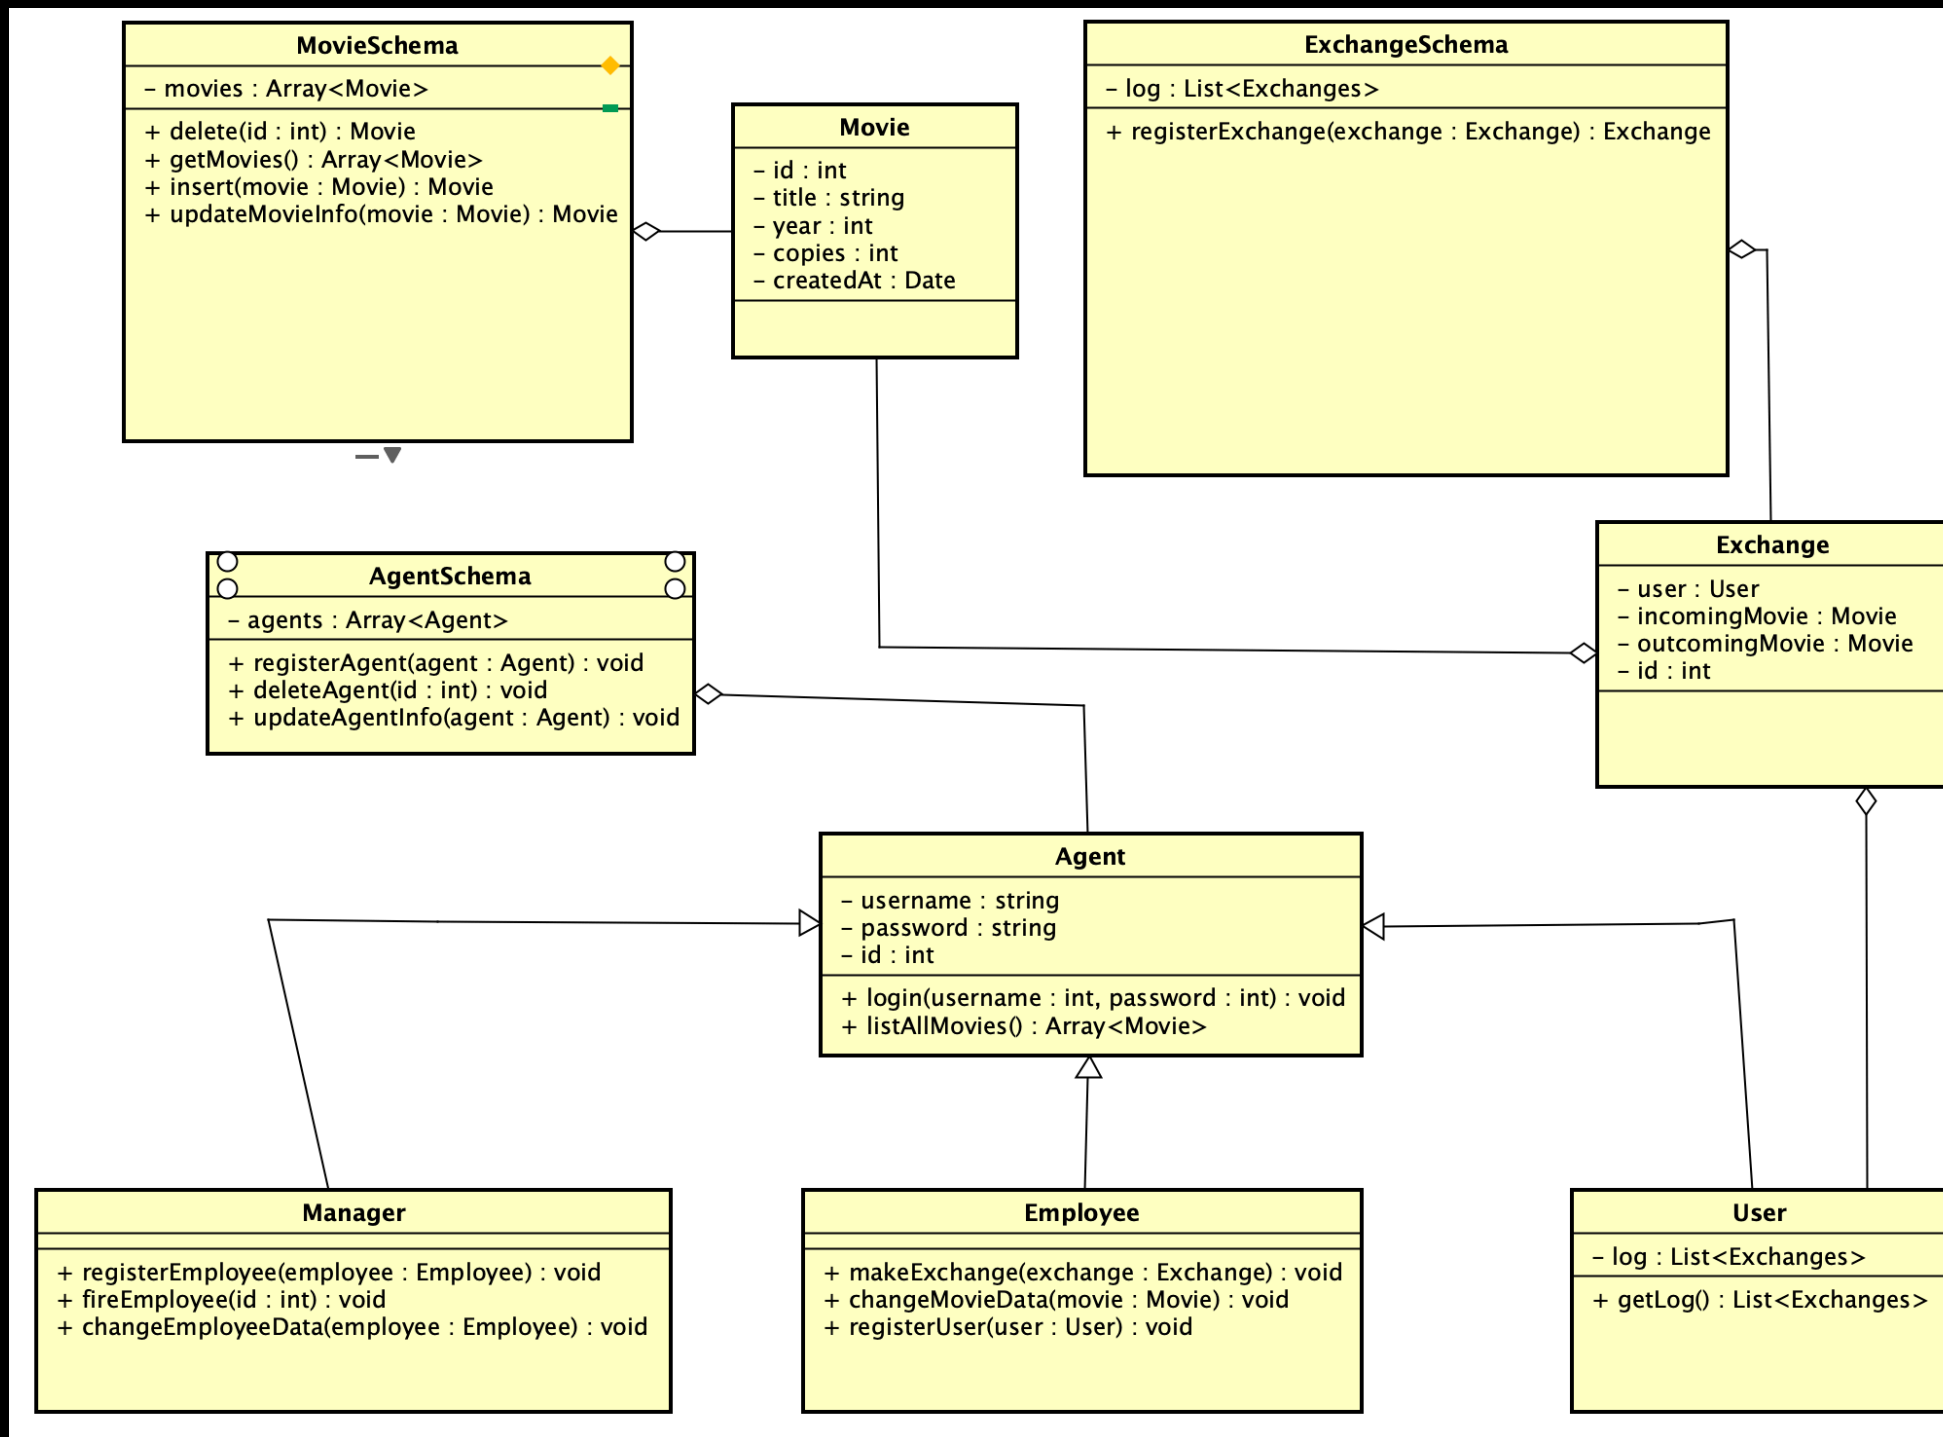 MovieSchema
– movies : Array<Movie>
+ delete(id : int) : Movie
+ getMovies() : Array<Movie>
+ insert(movie : Movie) : Movie
+ updateMovieInfo(movie : Movie) : Movie
Movie
– id : int
– title : string
– year : int
– copies : int
– createdAt : Date
ExchangeSchema
– log : List<Exchanges>
+ registerExchange(exchange : Exchange) : Exchange
AgentSchema
– agents : Array<Agent>
+ registerAgent(agent : Agent) : void
+ deleteAgent(id : int) : void
+ updateAgentInfo(agent : Agent) : void
Exchange
– user : User
– incomingMovie : Movie
– outcomingMovie : Movie
– id : int
Agent
– username : string
– password : string
– id : int
+ login(username : int, password : int) : void
+ listAllMovies() : Array<Movie>
Manager
+ registerEmployee(employee : Employee) : void
+ fireEmployee(id : int) : void
+ changeEmployeeData(employee : Employee) : void
Employee
+ makeExchange(exchange : Exchange) : void
+ changeMovieData(movie : Movie) : void
+ registerUser(user : User) : void
User
– log : List<Exchanges>
+ getLog() : List<Exchanges>